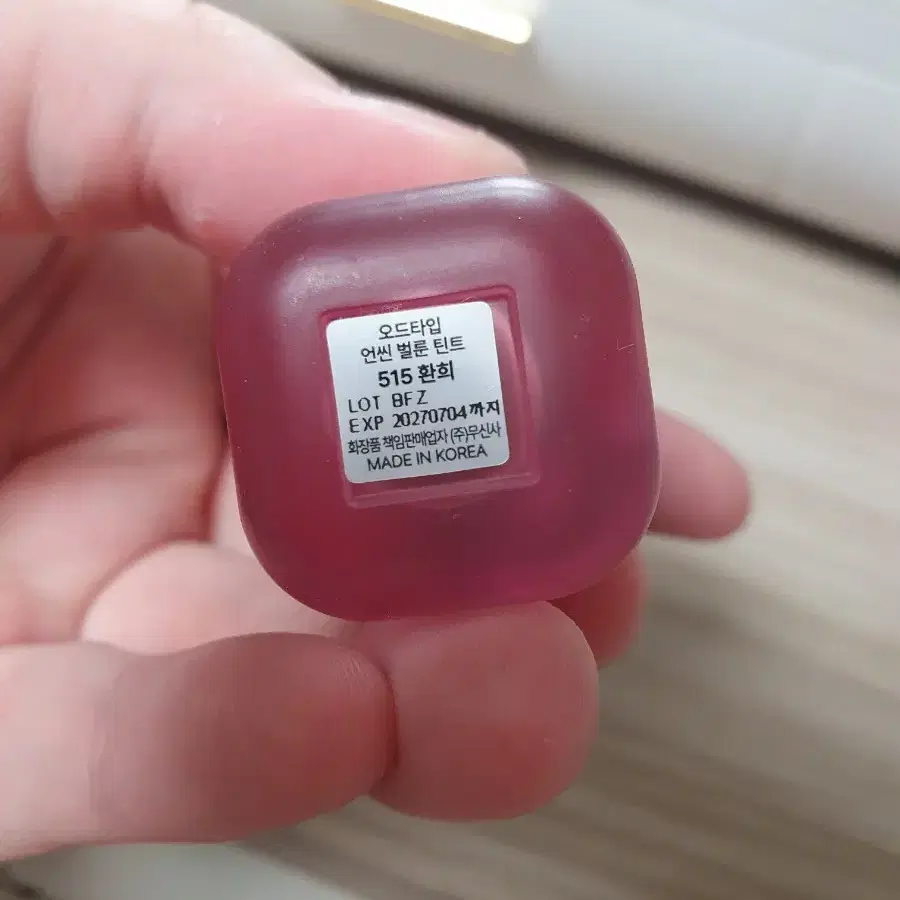 오드타입
언씬 벌룬 틴트
515 환희
LOT BFZ
EXP 20270704까지
화장품 책임판매업자 (주)무신사
MADE IN KOREA